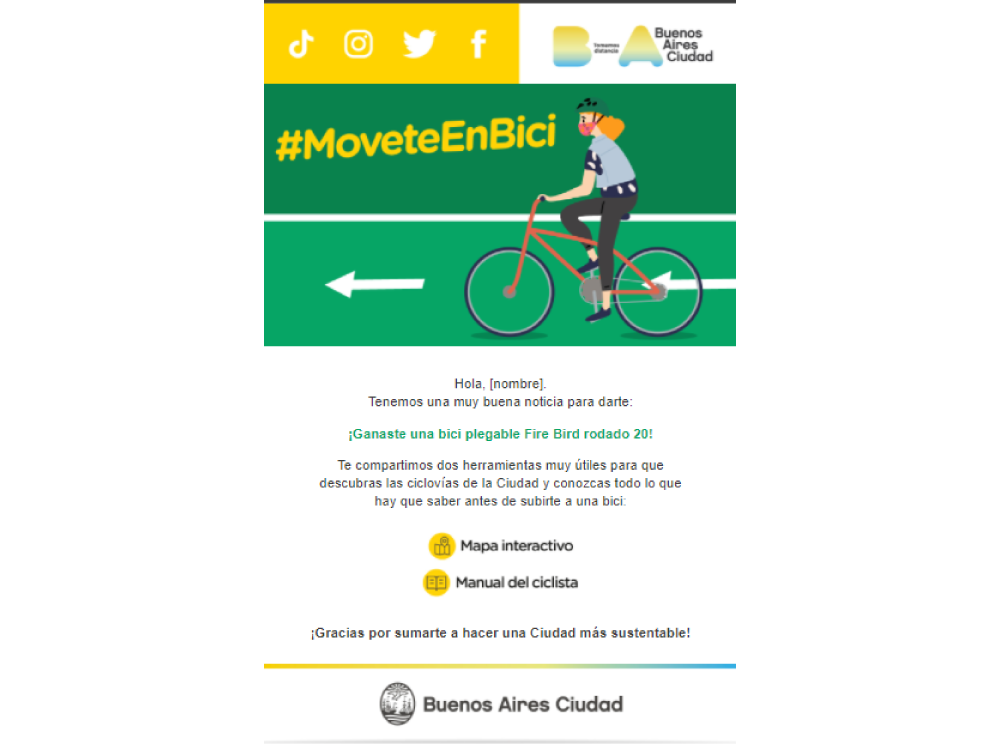 BA
Tomamos
distancia
Buenos
Aires
Ciudad
#MoveteEnBici
Hola, [nombre].
Tenemos una muy buena noticia para darte:
¡Ganaste una bici plegable Fire Bird rodado 20!
Te compartimos dos herramientas muy útiles para que
descubras las ciclovías de la Ciudad y conozcas todo lo que
hay que saber antes de subirte a una bici:
Mapa interactivo
Manual del ciclista
¡Gracias por sumarte a hacer una Ciudad más sustentable!
Buenos Aires Ciudad